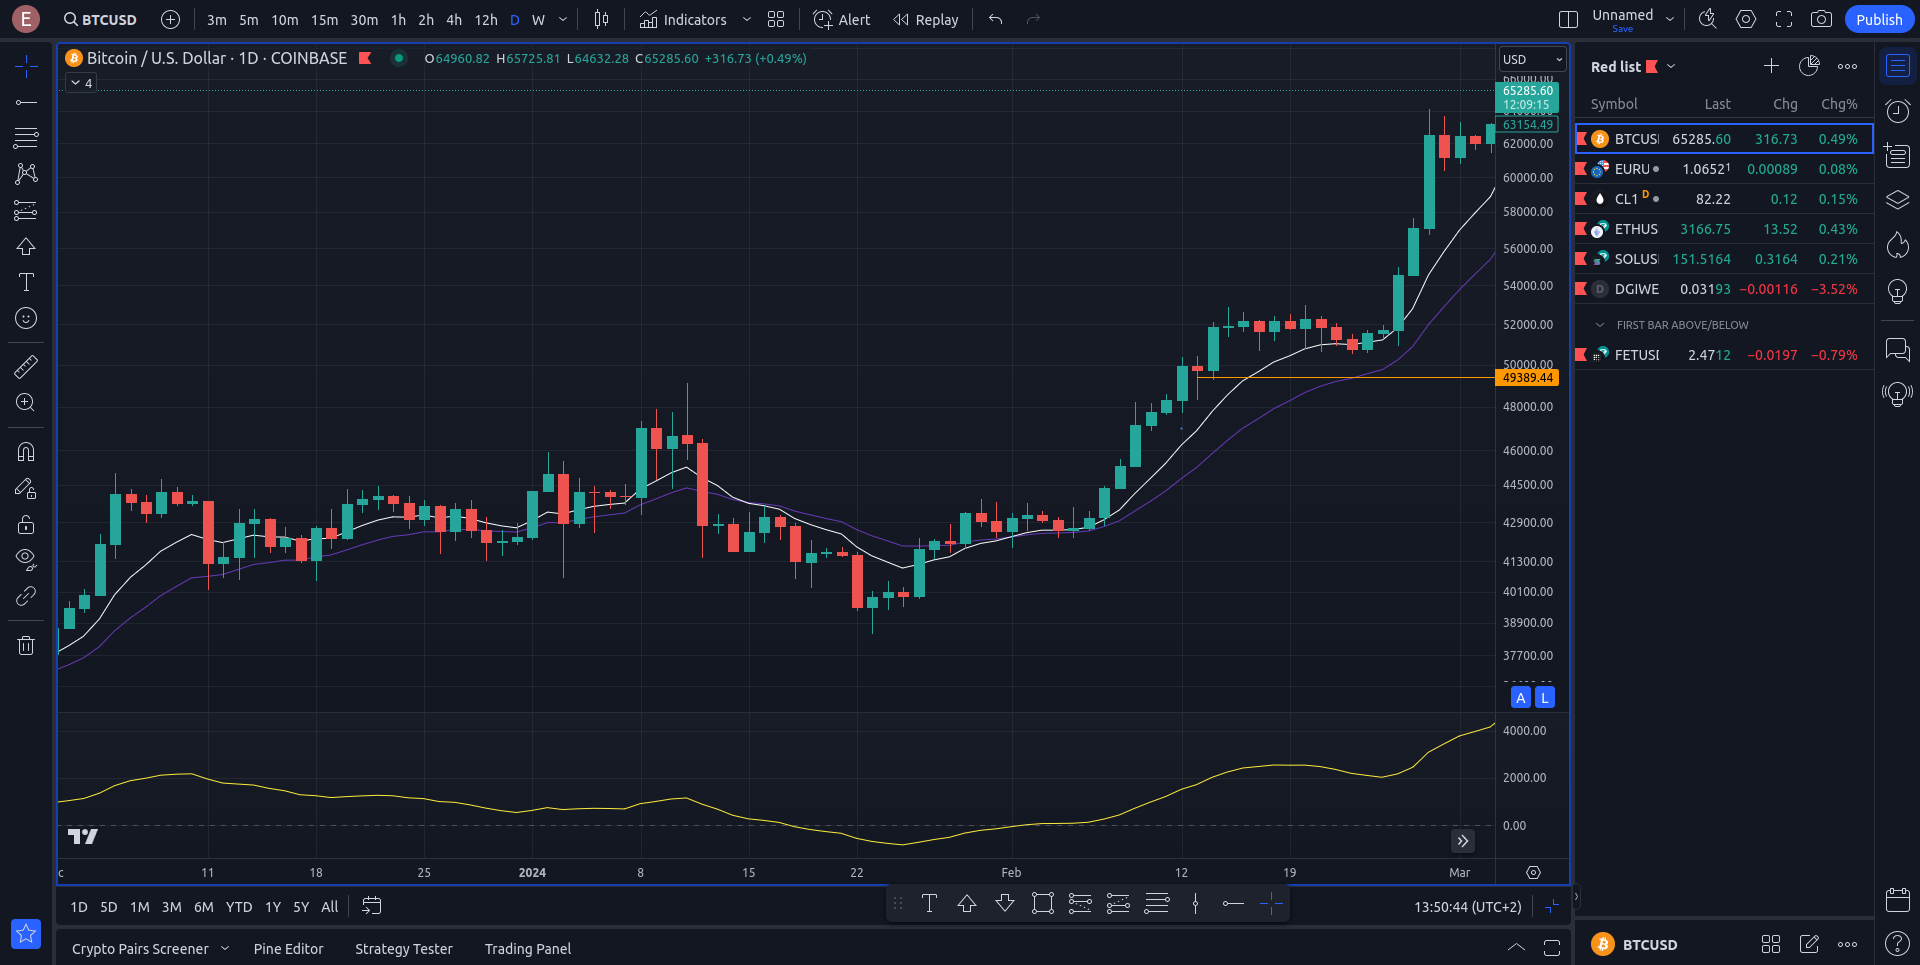 E BTCUSD 3m 5m 10m 15m 30m 1h 2h 4h 12h D W Indicators Alert Replay Unnamed Save Publish
Bitcoin / U.S. Dollar · 1D · COINBASE O64960.82 H65725.81 L64632.28 C65285.60 +316.73 (+0.49%)
4
USD
66000.00
65285.60
12:09:15
63154.49
62000.00
60000.00
58000.00
56000.00
54000.00
52000.00
50000.00
49389.44
48000.00
46000.00
44500.00
42900.00
41300.00
40100.00
38900.00
37700.00
A L
4000.00
2000.00
0.00
c 11 18 25 2024 8 15 22 Feb 12 19 Mar
1D 5D 1M 3M 6M YTD 1Y 5Y All T 13:50:44 (UTC+2)
Crypto Pairs Screener Pine Editor Strategy Tester Trading Panel
Red list
Symbol Last Chg Chg%
BTCUSI 65285.60 316.73 0.49%
EURU 1.06521 0.00089 0.08%
CL1 D 82.22 0.12 0.15%
ETHUS 3166.75 13.52 0.43%
SOLUS 151.5164 0.3164 0.21%
D DGIWE 0.03193 −0.00116 −3.52%
FIRST BAR ABOVE/BELOW
FETUSI 2.4712 −0.0197 −0.79%
BTCUSD